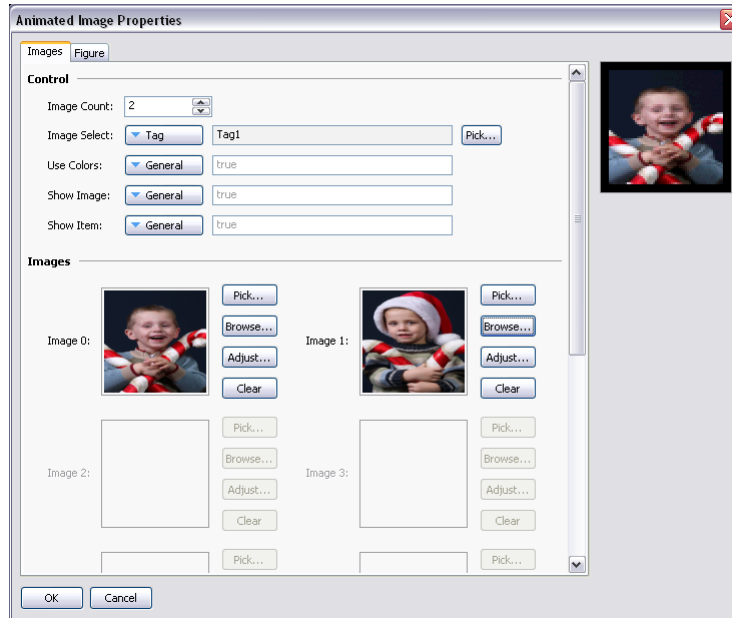 Animated Image Properties
Images Figure
Control
Image Count: 2
Image Select: Tag Tag1 Pick...
Use Colors: General true
Show Image: General true
Show Item: General true
Images
Image 0: Pick... Browse... Adjust... Clear
Image 1: Pick... Browse... Adjust... Clear
Image 2: Pick... Browse... Adjust... Clear
Image 3: Pick... Browse... Adjust... Clear
Pick... Pick...
OK Cancel